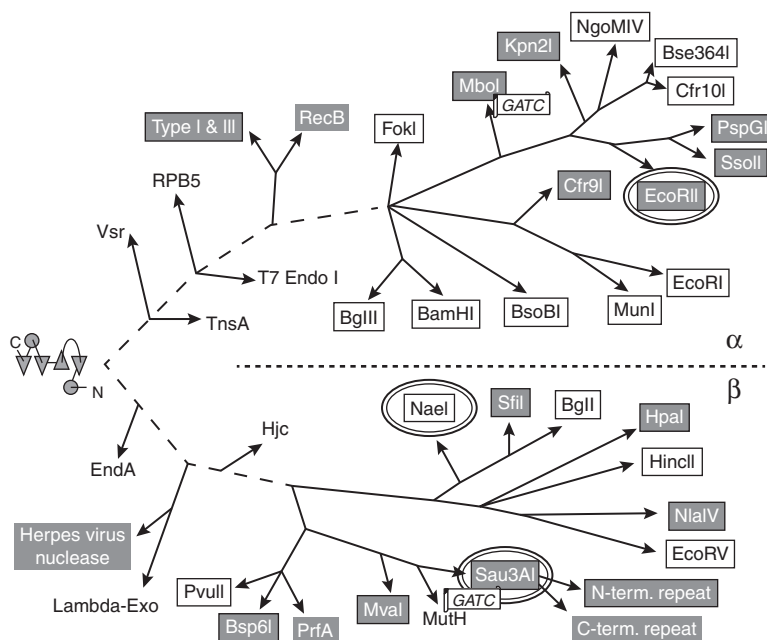 NgoMIV
Kpn2I
Bse364I
MboI
Cfr10I
GATC
Type I & III
RecB
FokI
PspGI
SsoII
RPB5
Cfr9I
EcoRII
Vsr
T7 Endo I
EcoRI
TnsA
BglII
BamHI
BsoBI
MunI
C
N
α
β
NaeI
SfiI
BglI
HpaI
Hjc
EndA
HincII
Herpes virus
nuclease
NlaIV
EcoRV
Lambda-Exo
PvuII
Sau3AI
N-term. repeat
Bsp6I
PrfA
MvaI
MutH
GATC
C-term. repeat